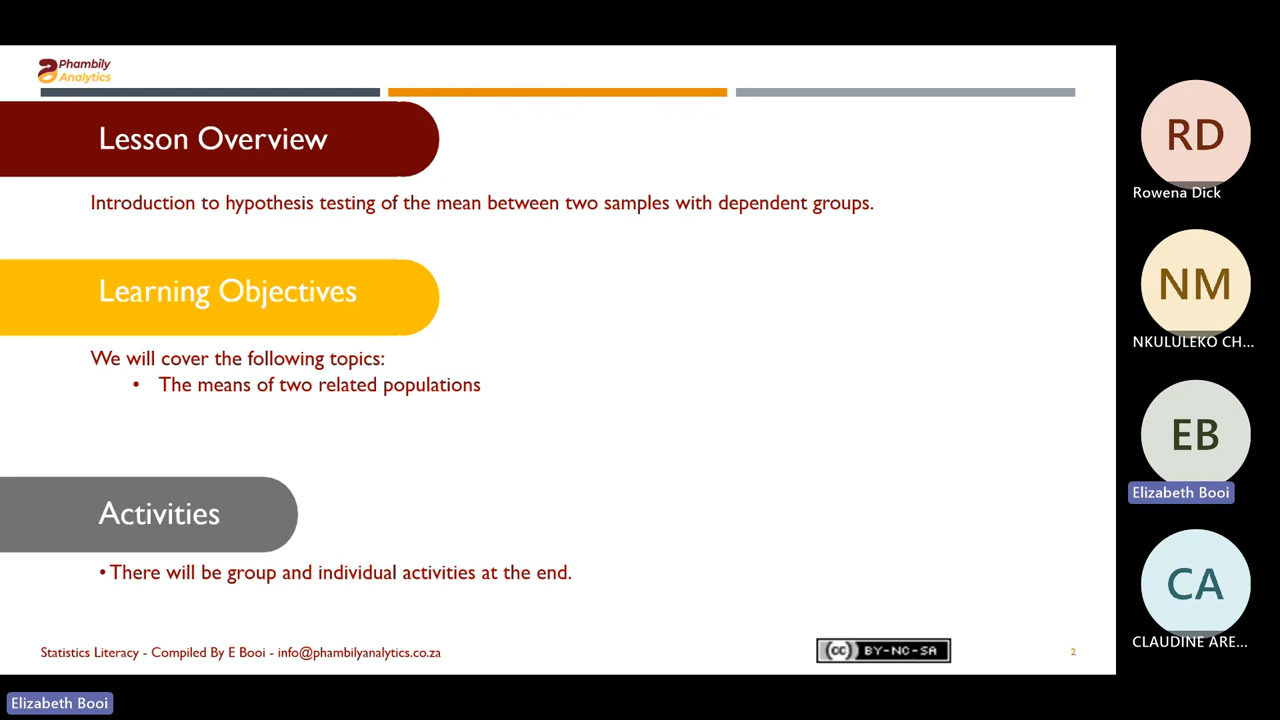 Phambily
Analytics
Lesson Overview
Introduction to hypothesis testing of the mean between two samples with dependent groups.
Learning Objectives
We will cover the following topics:
• The means of two related populations
Activities
• There will be group and individual activities at the end.
Statistics Literacy - Compiled By E Booi - info@phambilyanalytics.co.za
cc BY-NC-SA
2
RD
Rowena Dick
NM
NKULULEKO CH...
EB
Elizabeth Booi
CA
CLAUDINE ARE...
Elizabeth Booi